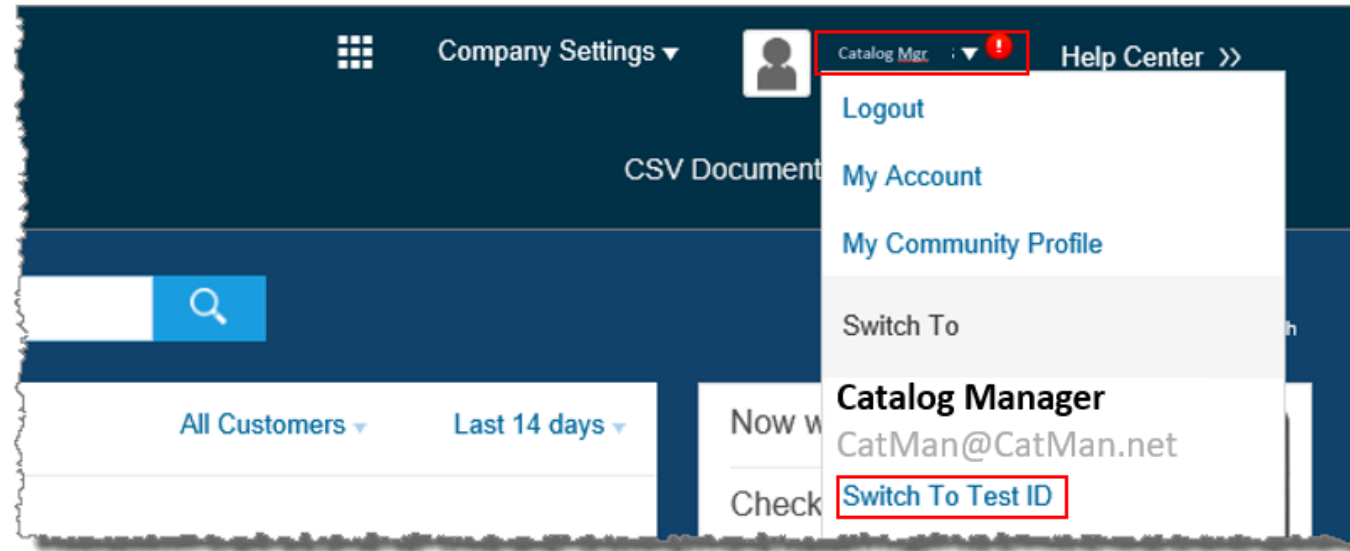 Company Settings
Catalog Mgr.
Help Center >>
Logout
CSV Document
My Account
My Community Profile
Switch To
h
All Customers
Last 14 days
Now w
Catalog Manager
CatMan@CatMan.net
Check
Switch To Test ID